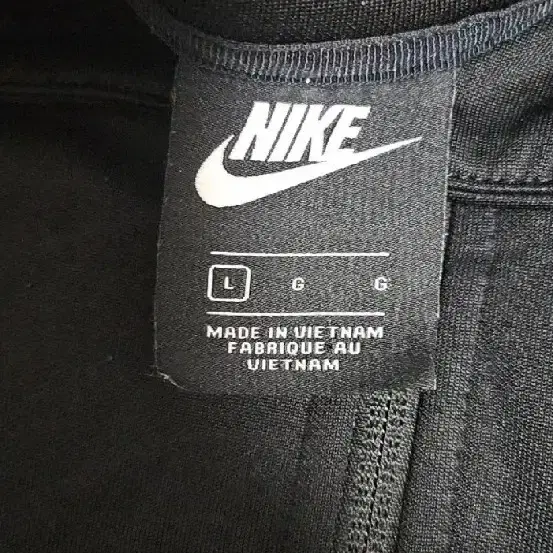 NIKE
L G G
MADE IN VIETNAM
FABRIQUE AU
VIETNAM